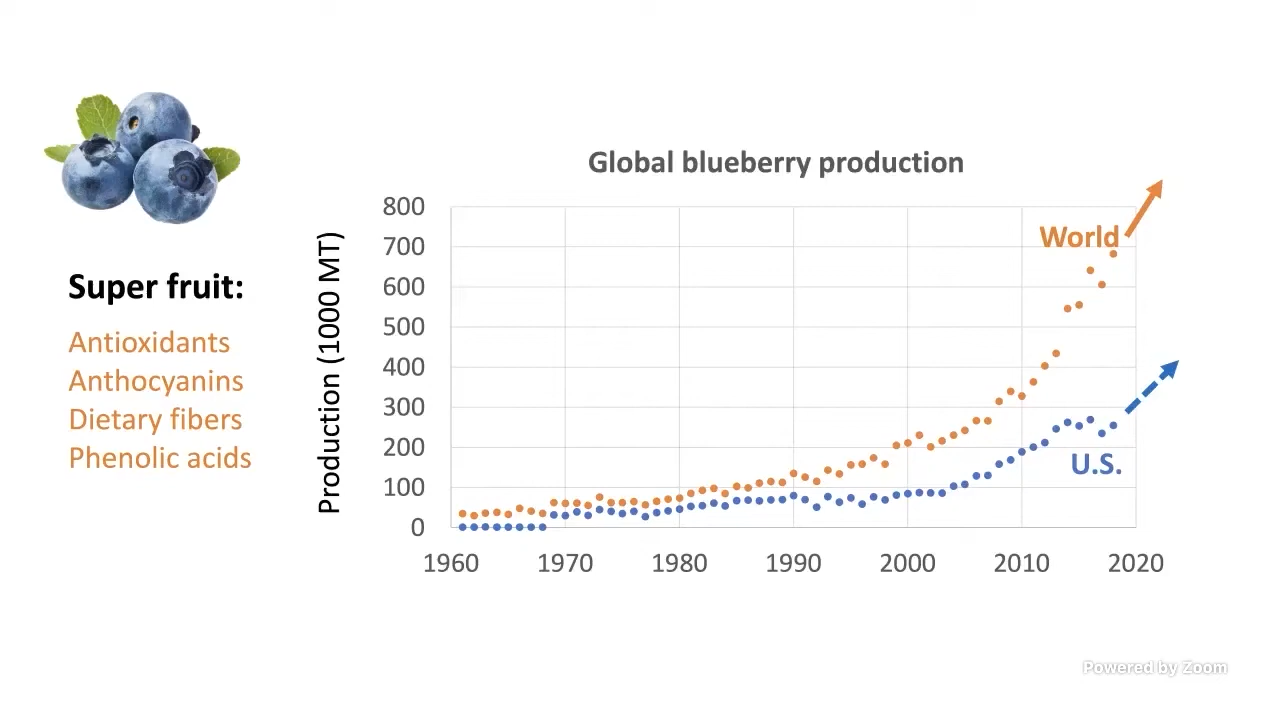 Global blueberry production
Super fruit:
Antioxidants
Anthocyanins
Dietary fibers
Phenolic acids
Production (1000 MT)
800
700
600
500
400
300
200
100
0
World
U.S.
1960 1970 1980 1990 2000 2010 2020
Powered by Zoom